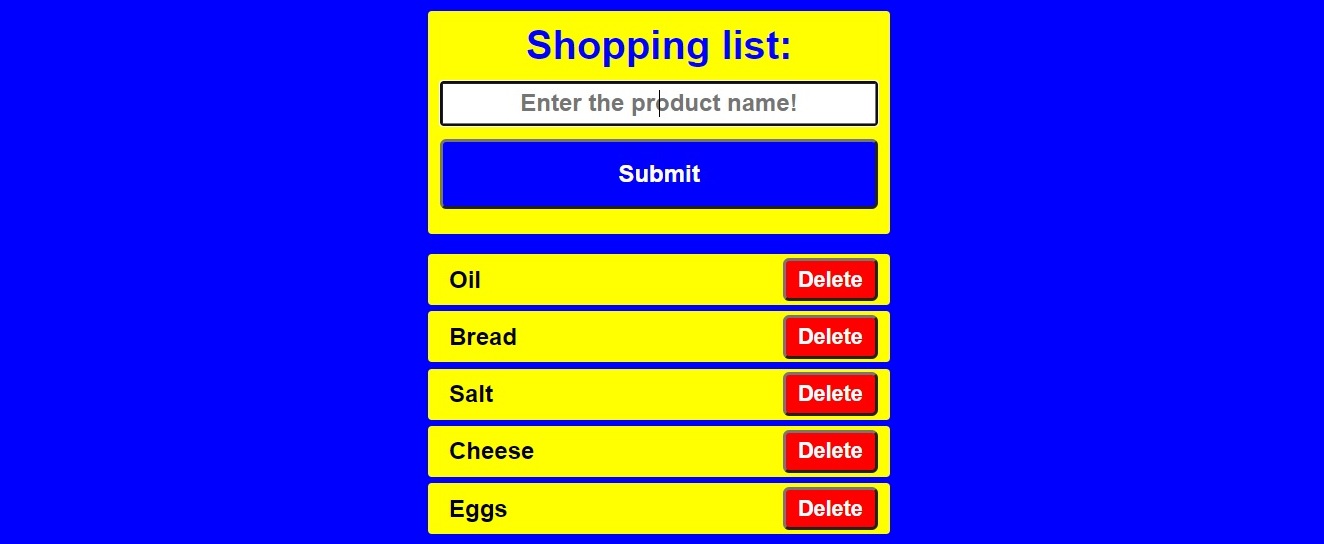 Shopping list:
Enter the product name!
Submit
Oil Delete
Bread Delete
Salt Delete
Cheese Delete
Eggs Delete